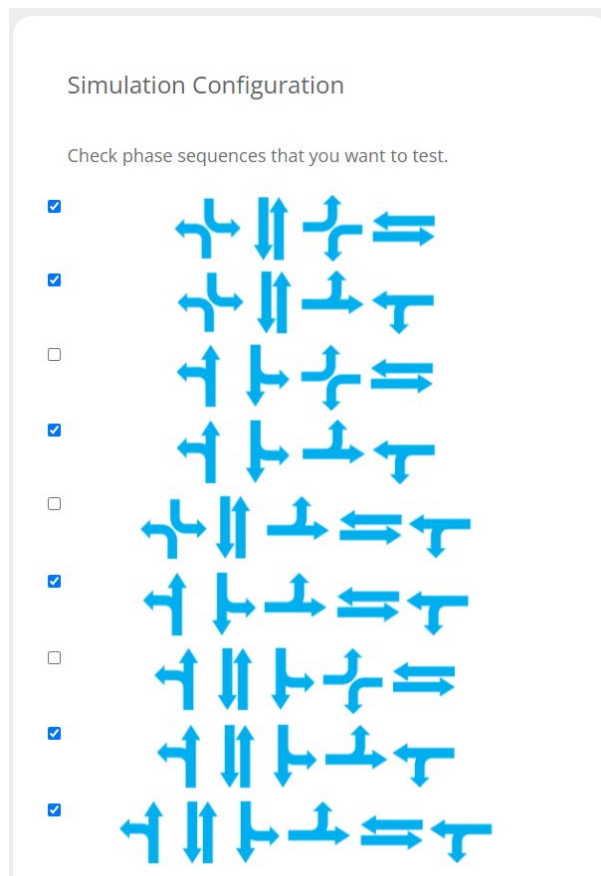 Simulation Configuration
Check phase sequences that you want to test.